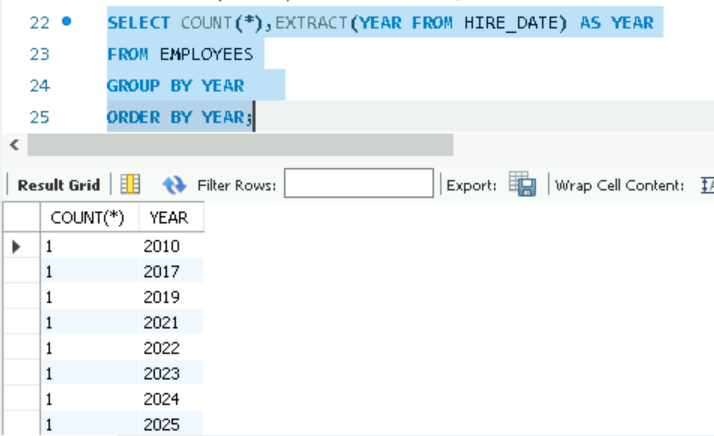 22 SELECT COUNT(*),EXTRACT(YEAR FROM HIRE_DATE) AS YEAR
23 FROM EMPLOYEES
24 GROUP BY YEAR
25 ORDER BY YEAR;
Result Grid Filter Rows: Export: Wrap Cell Content:
COUNT(*) YEAR
1 2010
1 2017
1 2019
1 2021
1 2022
1 2023
1 2024
1 2025